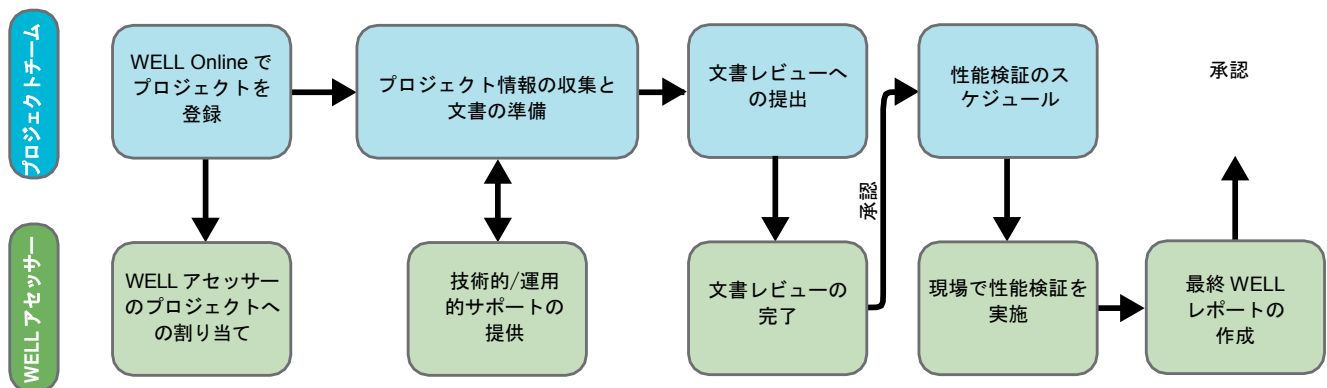 プロジェクトチーム
WELL Online で
プロジェクトを
登録
プロジェクト情報の収集と
文書の準備
文書レビューへ
の提出
性能検証のス
ケジュール
承認
承認
WELL アセッサー
WELL アセッサー
のプロジェクトへ
の割り当て
技術的/運用
的サポートの
提供
文書レビューの
完了
現場で性能検証を
実施
最終 WELL
レポートの
作成